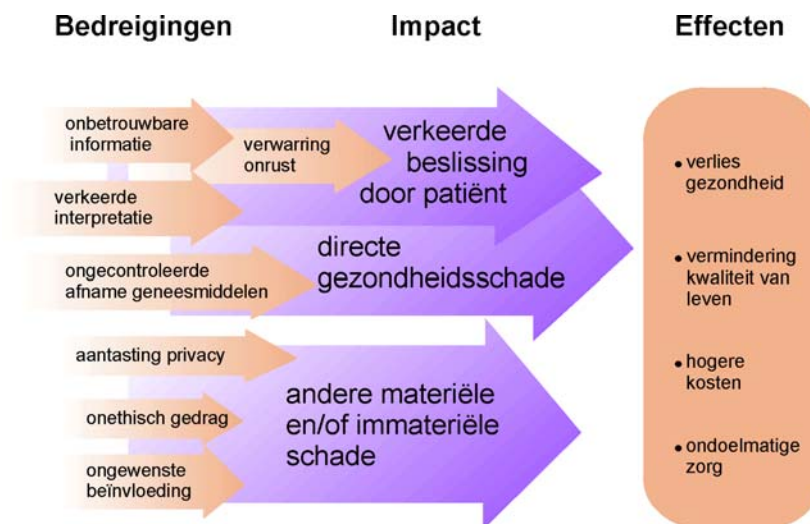 Bedreigingen
Impact
Effecten
onbetrouwbare
informatie
verwarring
onrust
verkeerde
interpretatie
verkeerde
beslissing
door patiënt
ongecontroleerde
afname geneesmiddelen
directe
gezondheidsschade
aantasting privacy
onethisch gedrag
ongewenste
beïnvloeding
andere materiële
en/of immateriële
schade
• verlies
gezondheid
• vermindering
kwaliteit van
leven
• hogere
kosten
• ondoelmatige
zorg